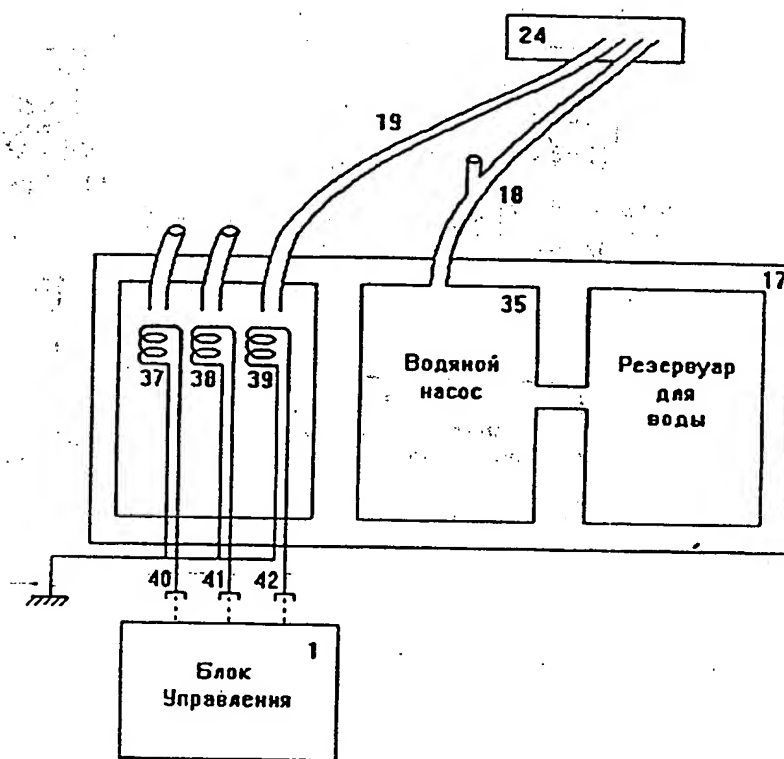 24
19
18
17
35
Водяной
насос
Резервуар
для
воды
37
38
39
40
41
42
1
Блок
Управления